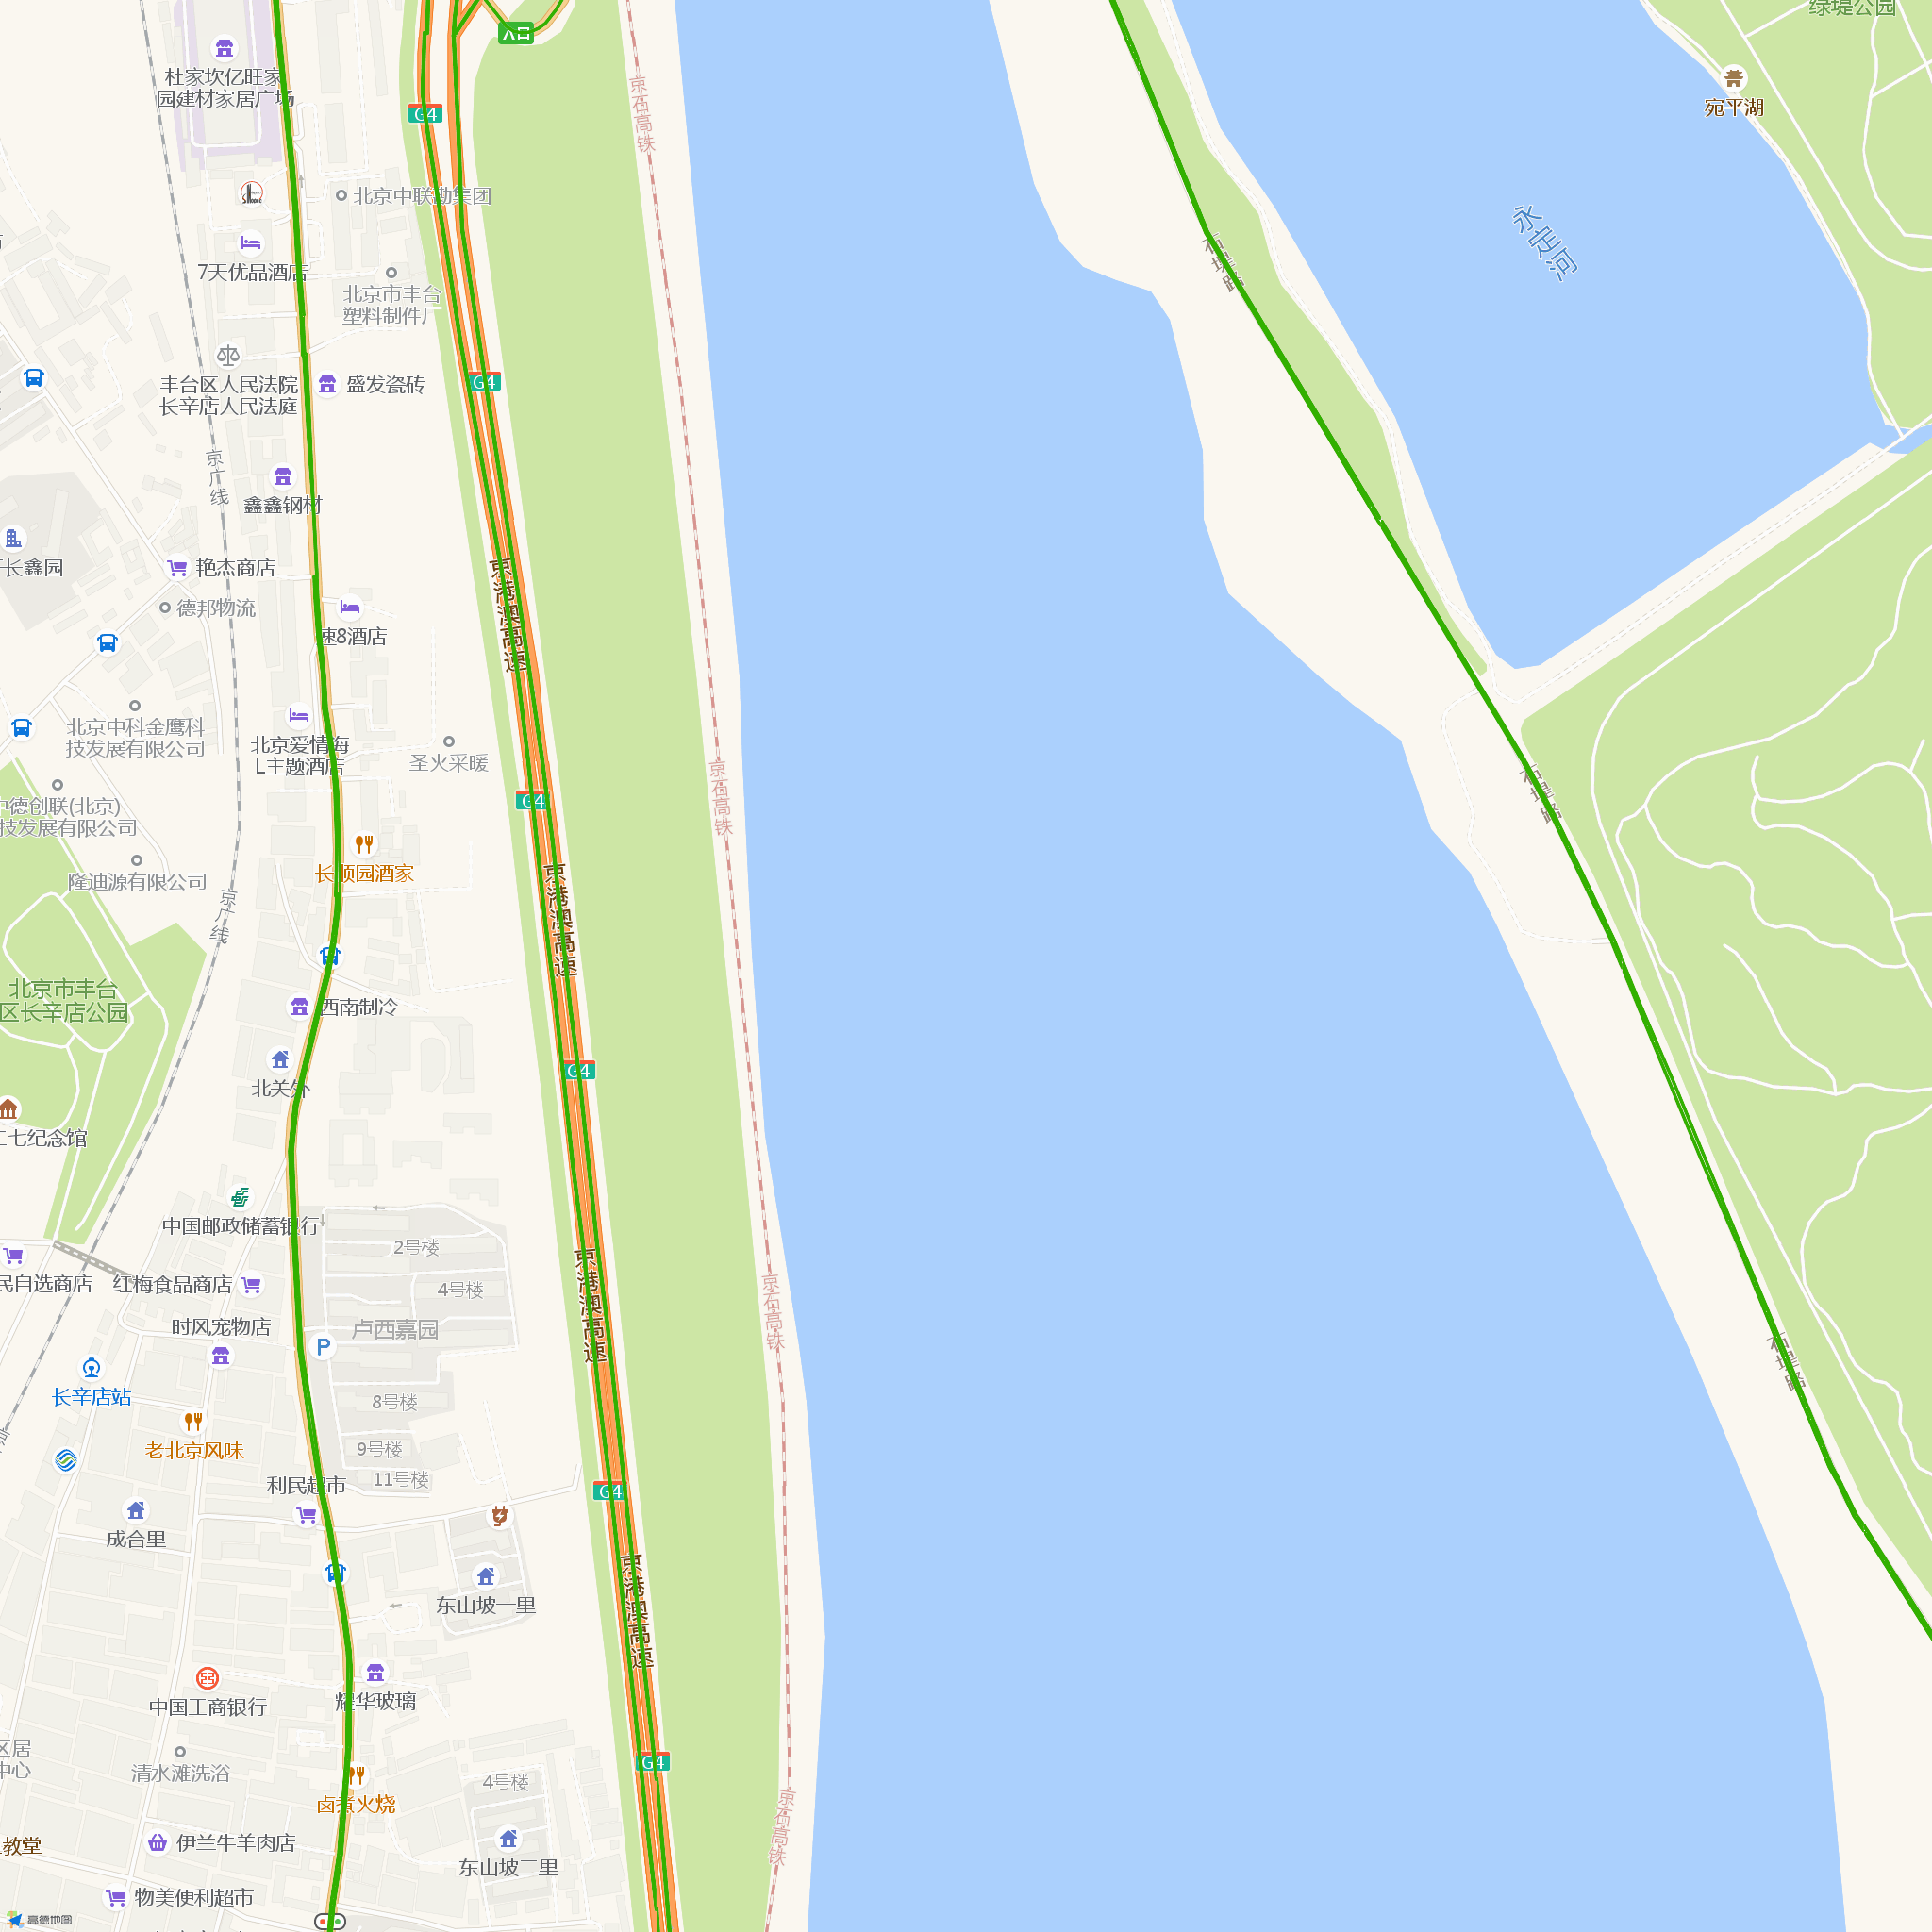 绿堤公园
入口
杜家坎亿旺家
园建材家居广场
宛平湖
G4
京石高铁
北京中联勘集团
永定河
石堤路
7天优品酒店
北京市丰台
塑料制件厂
丰台区人民法院
长辛店人民法庭
盛发瓷砖
G4
京广线
鑫鑫钢材
长鑫园
艳杰商店
京港澳高速
德邦物流
速8酒店
北京中科金鹰科
技发展有限公司
北京爱情海
L主题酒店
圣火采暖
京石高铁
石堤路
中德创联(北京)
技发展有限公司
G4
长顺园酒家
隆迪源有限公司
京广线
京港澳高速
北京市丰台
区长辛店公园
西南制冷
G4
北关外
二七纪念馆
中国邮政储蓄银行
2号楼
民自选商店
红梅食品商店
4号楼
京港澳高速
京石高铁
时风宠物店
卢西嘉园
P
石堤路
长辛店站
8号楼
老北京风味
9号楼
11号楼
利民超市
G4
成合里
东山坡一里
京港澳高速
中国工商银行
耀华玻璃
区居
中心
清水滩洗浴
G4
4号楼
卤煮火烧
京石高铁
教堂
伊兰牛羊肉店
东山坡二里
物美便利超市
高德地图